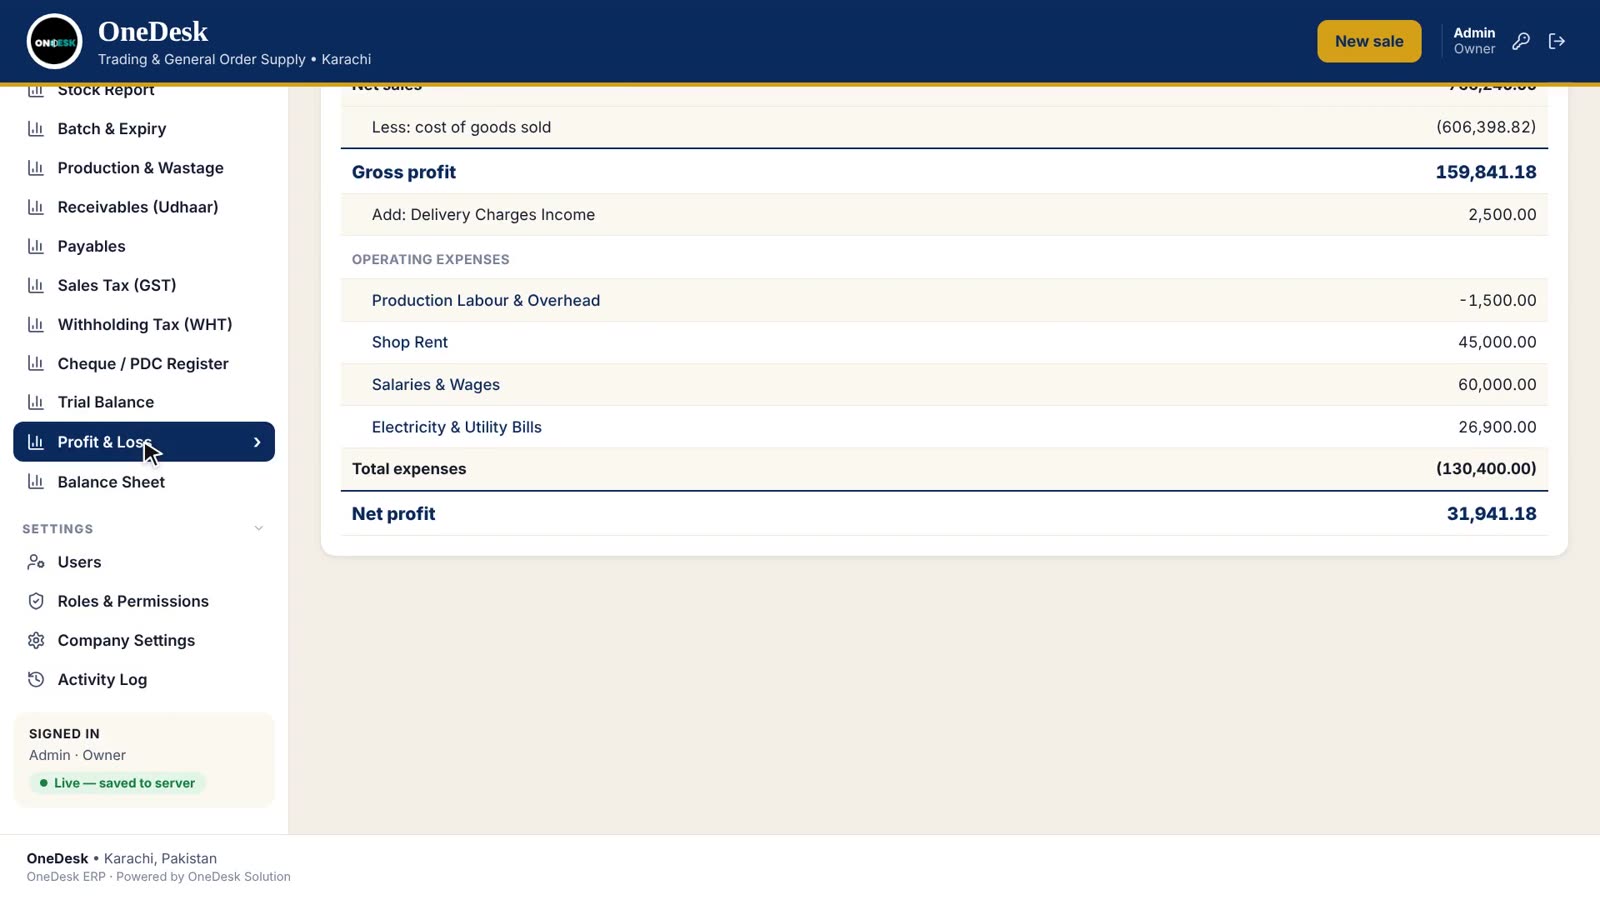 ONEDESK
OneDesk
Trading & General Order Supply • Karachi
New sale
Admin
Owner
Stock Report
Batch & Expiry
Production & Wastage
Receivables (Udhaar)
Payables
Sales Tax (GST)
Withholding Tax (WHT)
Cheque / PDC Register
Trial Balance
Profit & Loss
Balance Sheet
SETTINGS
Users
Roles & Permissions
Company Settings
Activity Log
SIGNED IN
Admin · Owner
Live — saved to server
Net sales
Less: cost of goods sold (606,398.82)
Gross profit 159,841.18
Add: Delivery Charges Income 2,500.00
OPERATING EXPENSES
Production Labour & Overhead -1,500.00
Shop Rent 45,000.00
Salaries & Wages 60,000.00
Electricity & Utility Bills 26,900.00
Total expenses (130,400.00)
Net profit 31,941.18
OneDesk • Karachi, Pakistan
OneDesk ERP · Powered by OneDesk Solution